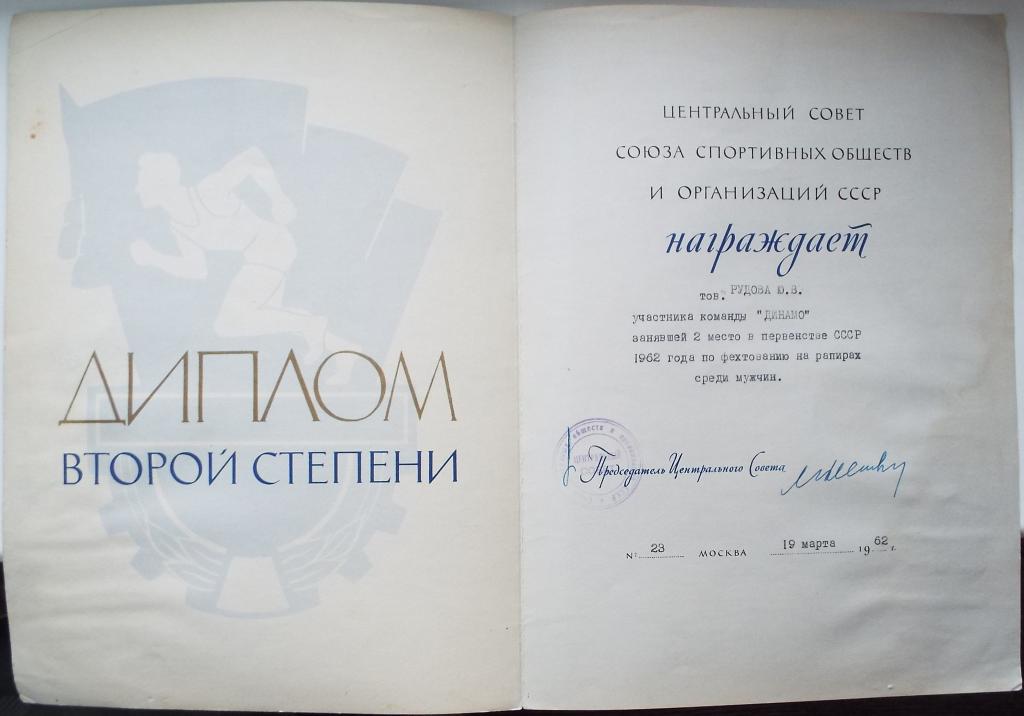 ДИПЛОМ
ВТОРОЙ СТЕПЕНИ
ЦЕНТРАЛЬНЫЙ СОВЕТ
СОЮЗА СПОРТИВНЫХ ОБЩЕСТВ
И ОРГАНИЗАЦИЙ СССР
награждает
тов. РУДОВА Ю.В.
участника команды "ДИНАМО"
занявшей 2 место в первенстве СССР
1962 года по фехтованию на рапирах
среди мужчин.
Председатель Центрального Совета
№ 23 МОСКВА 19 марта 1962 г.